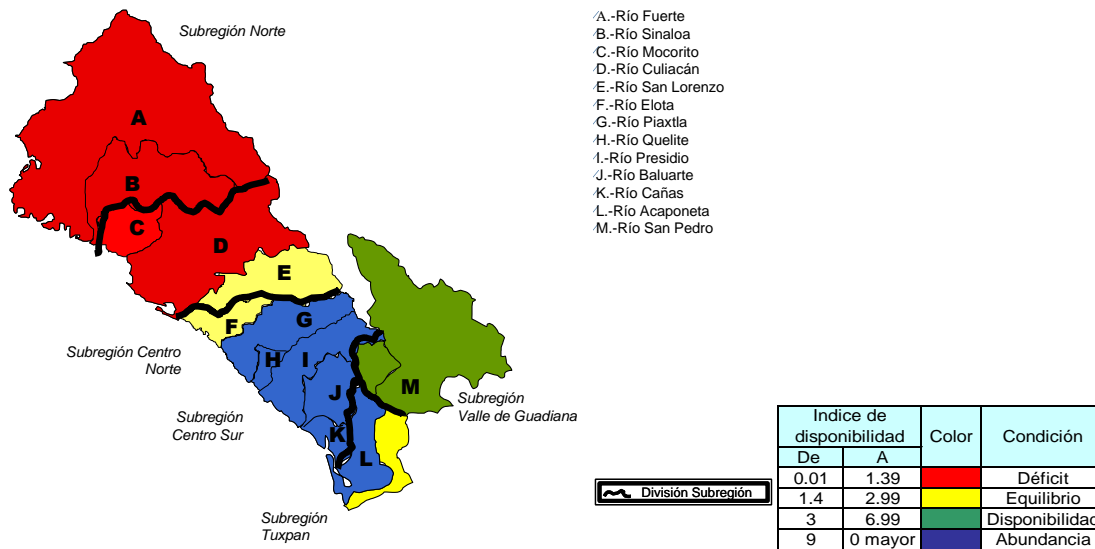 Subregión Norte
A
B
C
D
E
F
G
H
I
J
K
L
M
Subregión Centro
Norte
Subregión
Centro Sur
Subregión
Valle de Guadiana
Subregión
Tuxpan
A.-Río Fuerte
B.-Río Sinaloa
C.-Río Mocorito
D.-Río Culiacán
E.-Río San Lorenzo
F.-Río Elota
G.-Río Piaxtla
H.-Río Quelite
I.-Río Presidio
J.-Río Baluarte
K.-Río Cañas
L.-Río Acaponeta
M.-Río San Pedro
División Subregión
Indice de
disponibilidad Color Condición
De A
0.01 1.39 Déficit
1.4 2.99 Equilibrio
3 6.99 Disponibilidad
9 0 mayor Abundancia